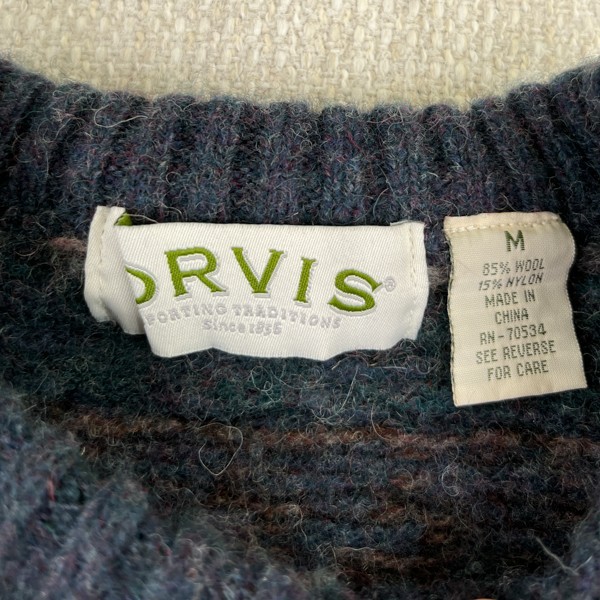 ORVIS®
SPORTING TRADITIONS
Since 1856
M
85% WOOL
15% NYLON
MADE IN
CHINA
RN-70534
SEE REVERSE
FOR CARE